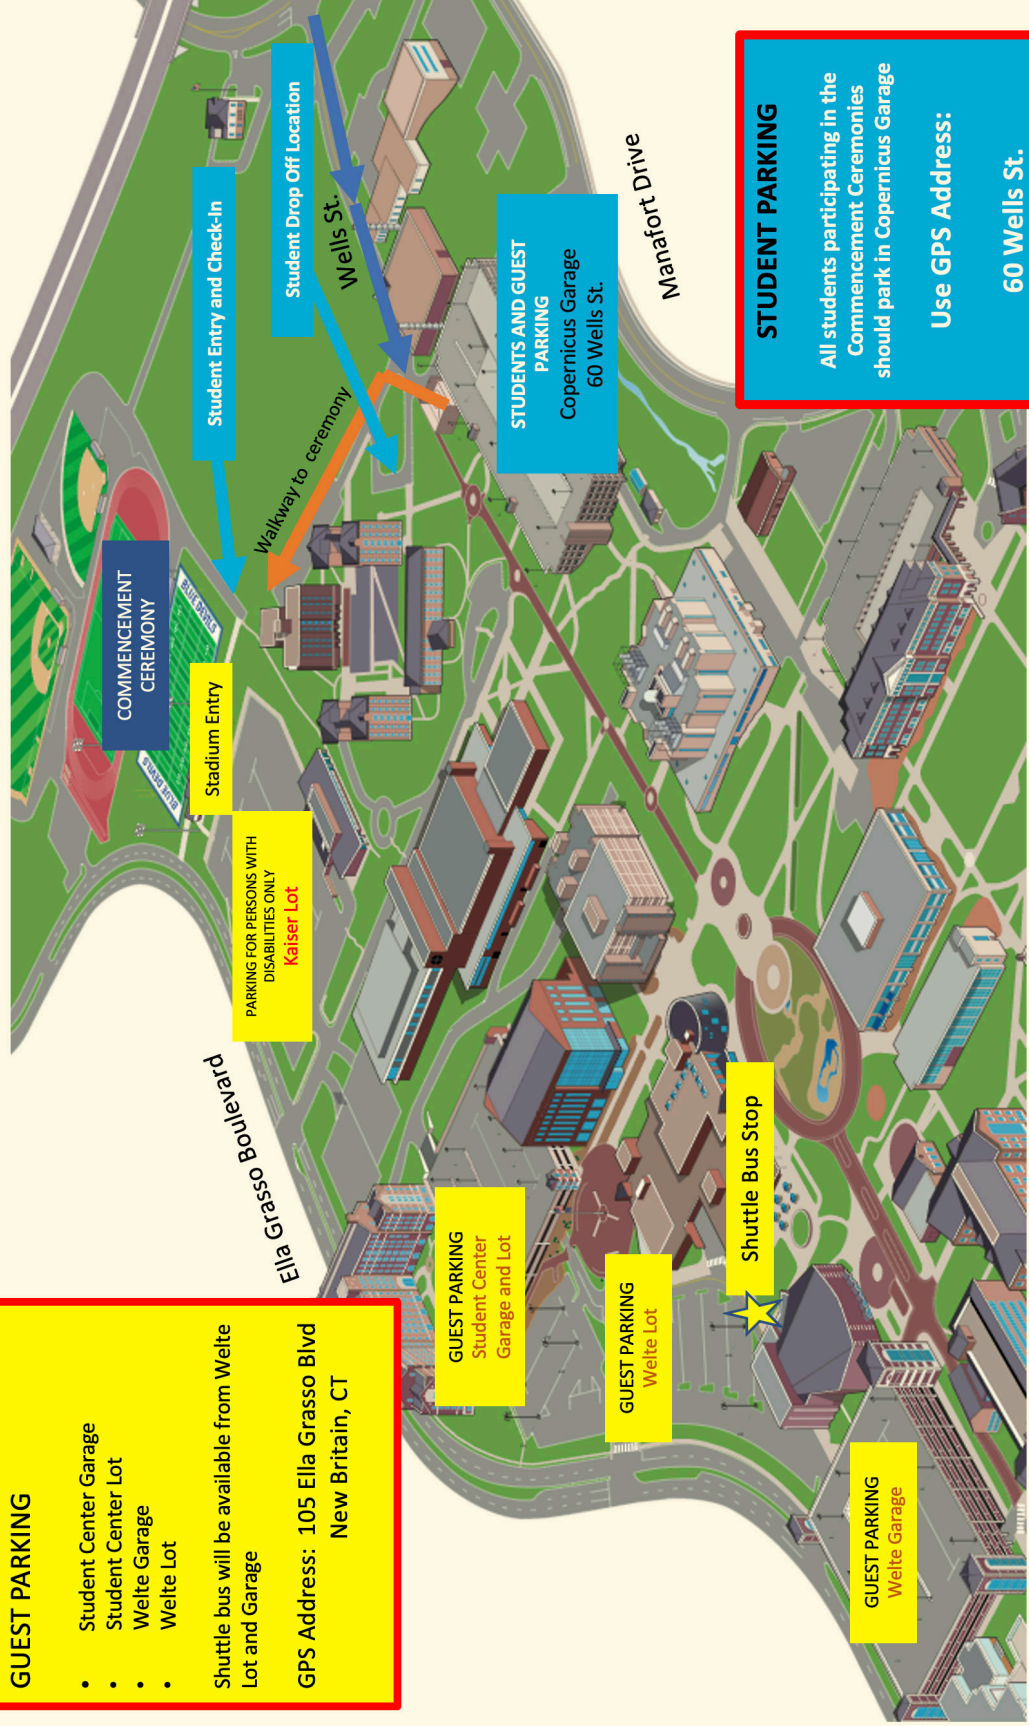 GUEST PARKING
• Student Center Garage
• Student Center Lot
• Welte Garage
• Welte Lot
Shuttle bus will be available from Welte
Lot and Garage
GPS Address: 105 Ella Grasso Blvd
New Britain, CT
Ella Grasso Boulevard
PARKING FOR PERSONS WITH
DISABILITIES ONLY
Kaiser Lot
Stadium Entry
COMMENCEMENT
CEREMONY
BLUE DEVILS
BLUE DEVILS
Student Entry and Check-In
Student Drop Off Location
Wells St.
Walkway to ceremony
STUDENTS AND GUEST
PARKING
Copernicus Garage
60 Wells St.
Manafort Drive
GUEST PARKING
Student Center
Garage and Lot
GUEST PARKING
Welte Lot
Shuttle Bus Stop
GUEST PARKING
Welte Garage
STUDENT PARKING
All students participating in the
Commencement Ceremonies
should park in Copernicus Garage
Use GPS Address:
60 Wells St.